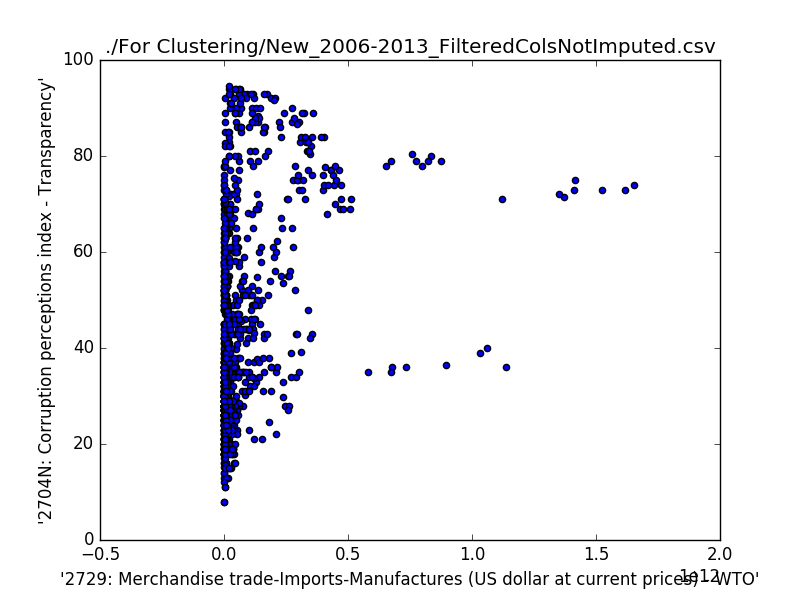 ./For Clustering/New_2006-2013_FilteredColsNotImputed.csv
100
80
60
40
20
0
'2704N: Corruption perceptions index - Transparency'
−0.5 0.0 0.5 1.0 1.5 2.0
1e12
'2729: Merchandise trade-Imports-Manufactures (US dollar at current prices) - WTO'